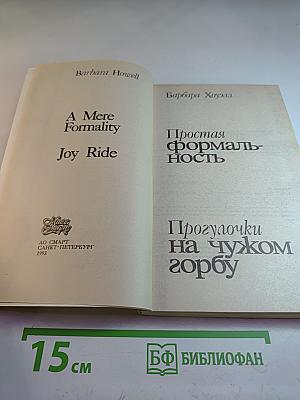 Barbara Howell
A Mere
Formality
Joy Ride
АО СМАРТ
САНКТ-ПЕТЕРБУРГ
1993
Барбара Хоуэлл
Простая
формаль-
ность
Прогулочки
на чужом
горбу
15 см
БФ БИБЛИОФАН